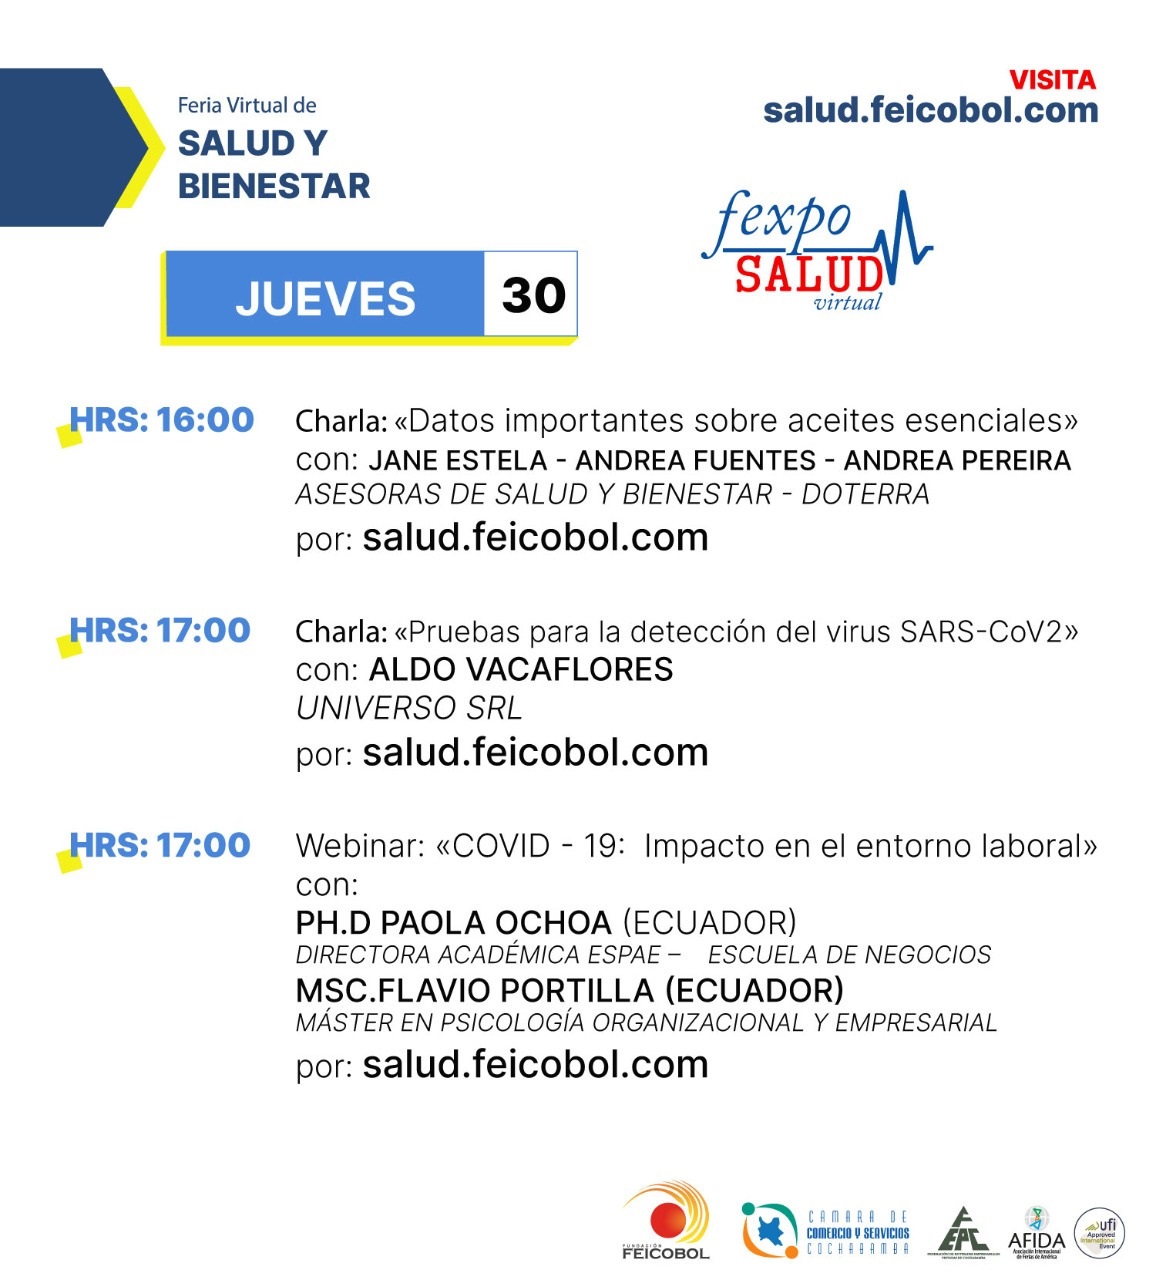 VISITA
salud.feicobol.com
Feria Virtual de
SALUD Y
BIENESTAR
fexpo
SALUD
virtual
JUEVES 30
HRS: 16:00
Charla: «Datos importantes sobre aceites esenciales»
con: JANE ESTELA - ANDREA FUENTES - ANDREA PEREIRA
ASESORAS DE SALUD Y BIENESTAR - DOTERRA
por: salud.feicobol.com
HRS: 17:00
Charla: «Pruebas para la detección del virus SARS-CoV2»
con: ALDO VACAFLORES
UNIVERSO SRL
por: salud.feicobol.com
HRS: 17:00
Webinar: «COVID - 19: Impacto en el entorno laboral»
con:
PH.D PAOLA OCHOA (ECUADOR)
DIRECTORA ACADÉMICA ESPAE – ESCUELA DE NEGOCIOS
MSC.FLAVIO PORTILLA (ECUADOR)
MÁSTER EN PSICOLOGÍA ORGANIZACIONAL Y EMPRESARIAL
por: salud.feicobol.com
FUNDACIÓN
FEICOBOL
CAMARA DE
COMERCIO Y SERVICIOS
COCHABAMBA
FEPC
AFIDA
Asociación Internacional
de Ferias de América
ufi
Approved
International
Event